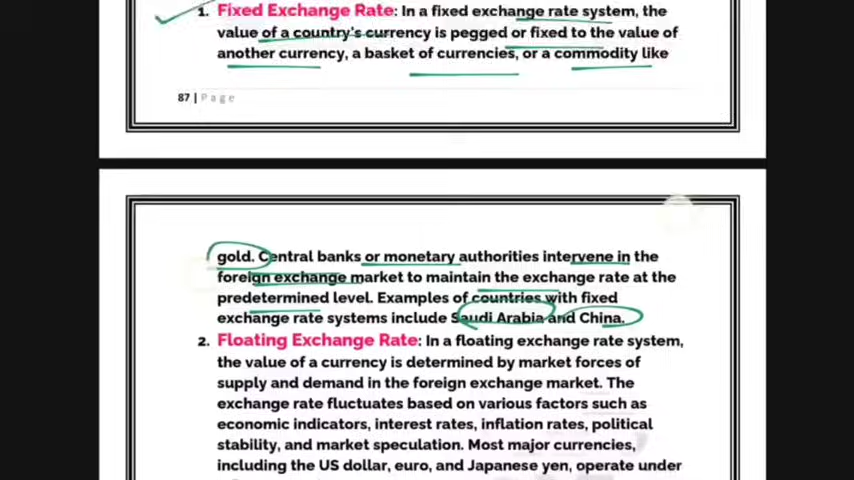 1. Fixed Exchange Rate: In a fixed exchange rate system, the
value of a country's currency is pegged or fixed to the value of
another currency, a basket of currencies, or a commodity like
87 | Page
gold. Central banks or monetary authorities intervene in the
foreign exchange market to maintain the exchange rate at the
predetermined level. Examples of countries with fixed
exchange rate systems include Saudi Arabia and China.
2. Floating Exchange Rate: In a floating exchange rate system,
the value of a currency is determined by market forces of
supply and demand in the foreign exchange market. The
exchange rate fluctuates based on various factors such as
economic indicators, interest rates, inflation rates, political
stability, and market speculation. Most major currencies,
including the US dollar, euro, and Japanese yen, operate under